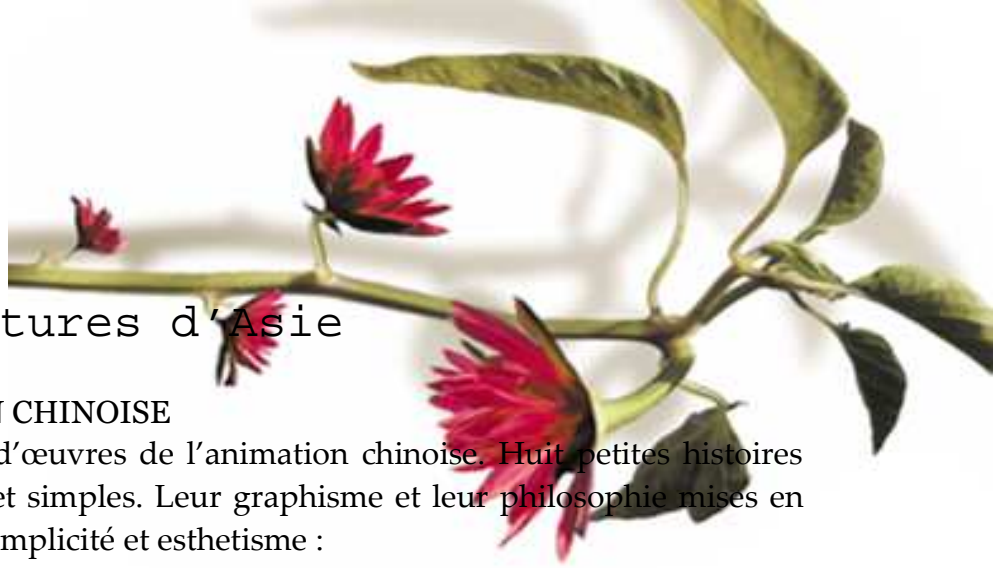 tures d’Asie
CHINOISE
d’œuvres de l’animation chinoise. Huit petites histoires
et simples. Leur graphisme et leur philosophie mises en
mplicité et esthetisme :